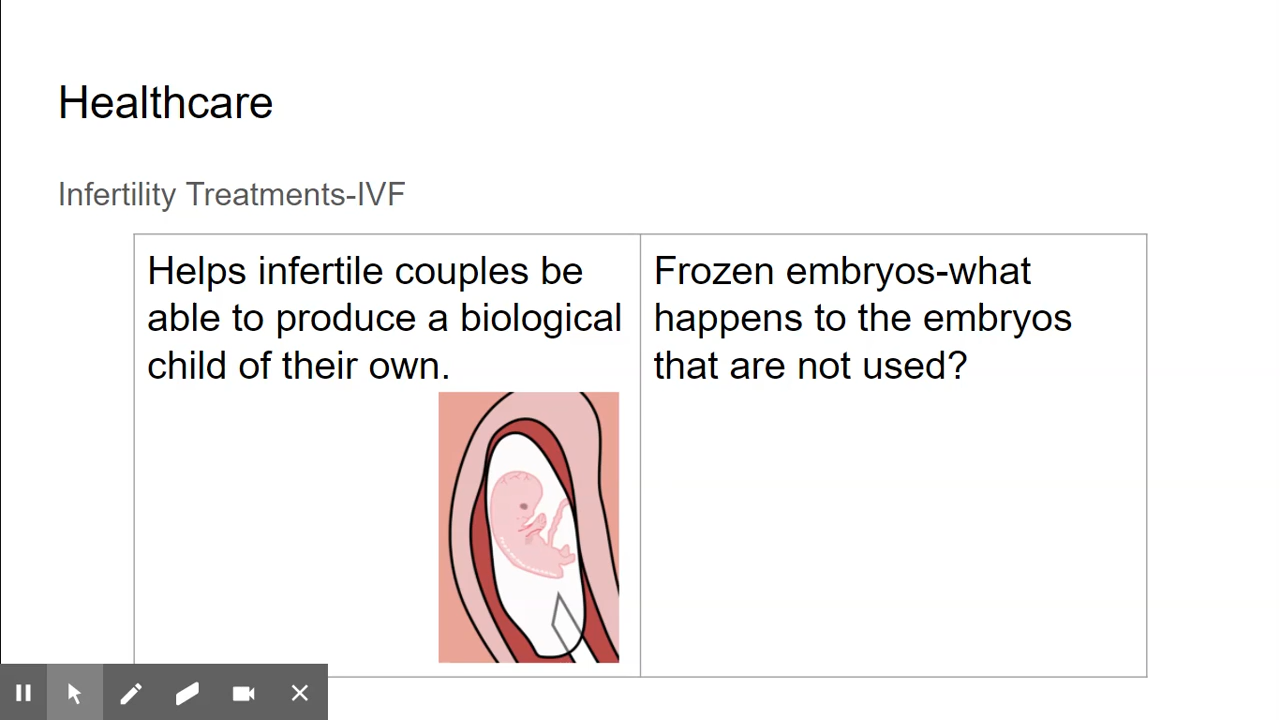 Healthcare
Infertility Treatments-IVF
Helps infertile couples be
able to produce a biological
child of their own.
Frozen embryos-what
happens to the embryos
that are not used?